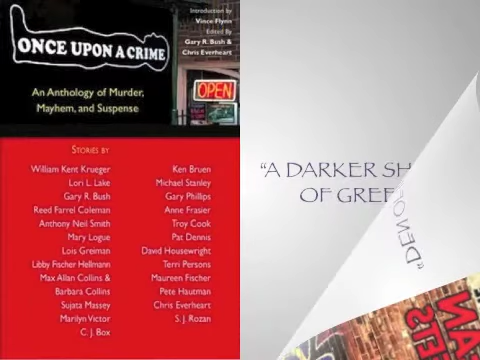 Introduction by
Vince Flynn
Edited By
Gary R. Bush &
Chris Everheart
ONCE UPON A CRIME
OPEN
An Anthology of Murder,
Mayhem, and Suspense
STORIES BY
William Kent Krueger
Lori L. Lake
Gary R. Bush
Reed Farrel Coleman
Anthony Neil Smith
Mary Logue
Lois Greiman
Libby Fischer Hellmann
Max Allan Collins &
Barbara Collins
Sujata Massey
Marilyn Victor
C. J. Box
Ken Bruen
Michael Stanley
Gary Phillips
Anne Frasier
Troy Cook
Pat Dennis
David Housewright
Terri Persons
Maureen Fischer
Pete Hautman
Chris Everheart
S. J. Rozan
“A DARKER SH
OF GREE
“DEN OF